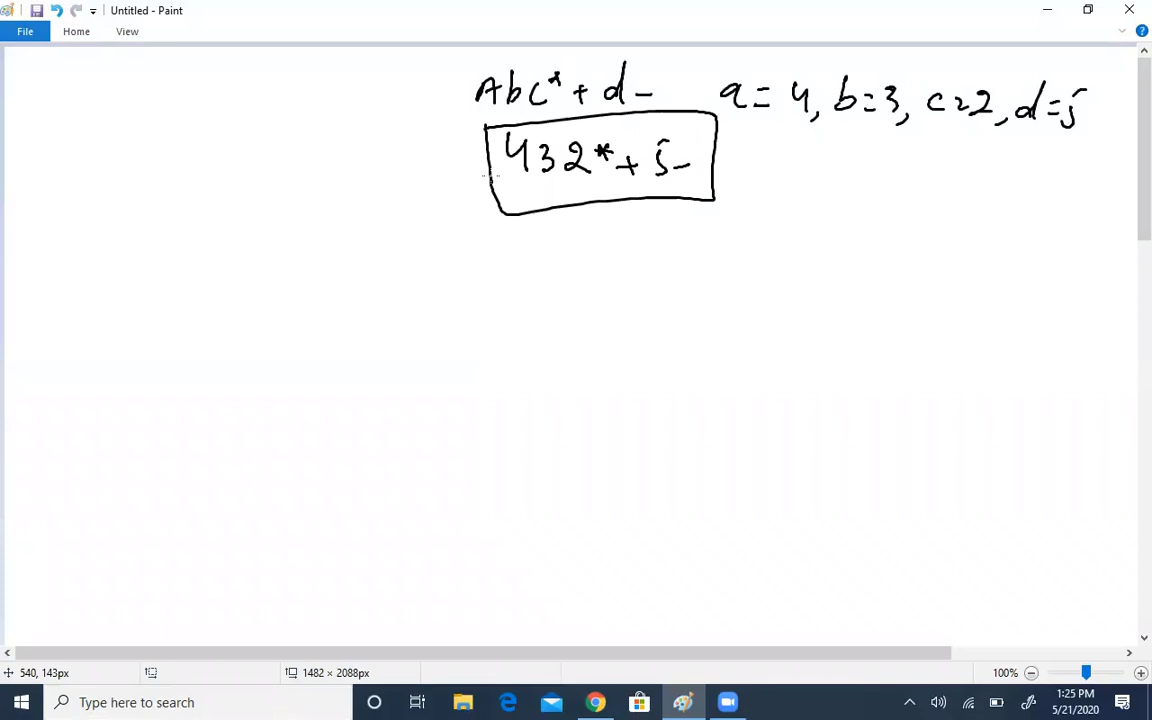 Untitled - Paint
File Home View
Abc*+d- a=4, b=3, c=2, d=5
432*+5-
540, 143px
1482 × 2088px
100%
Type here to search
1:25 PM
5/21/2020